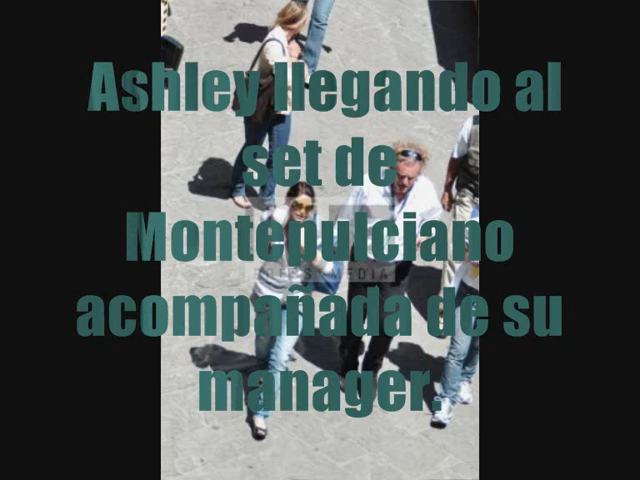 Ashley llegando al
set de
Montepulciano
acompañada de su
manager.